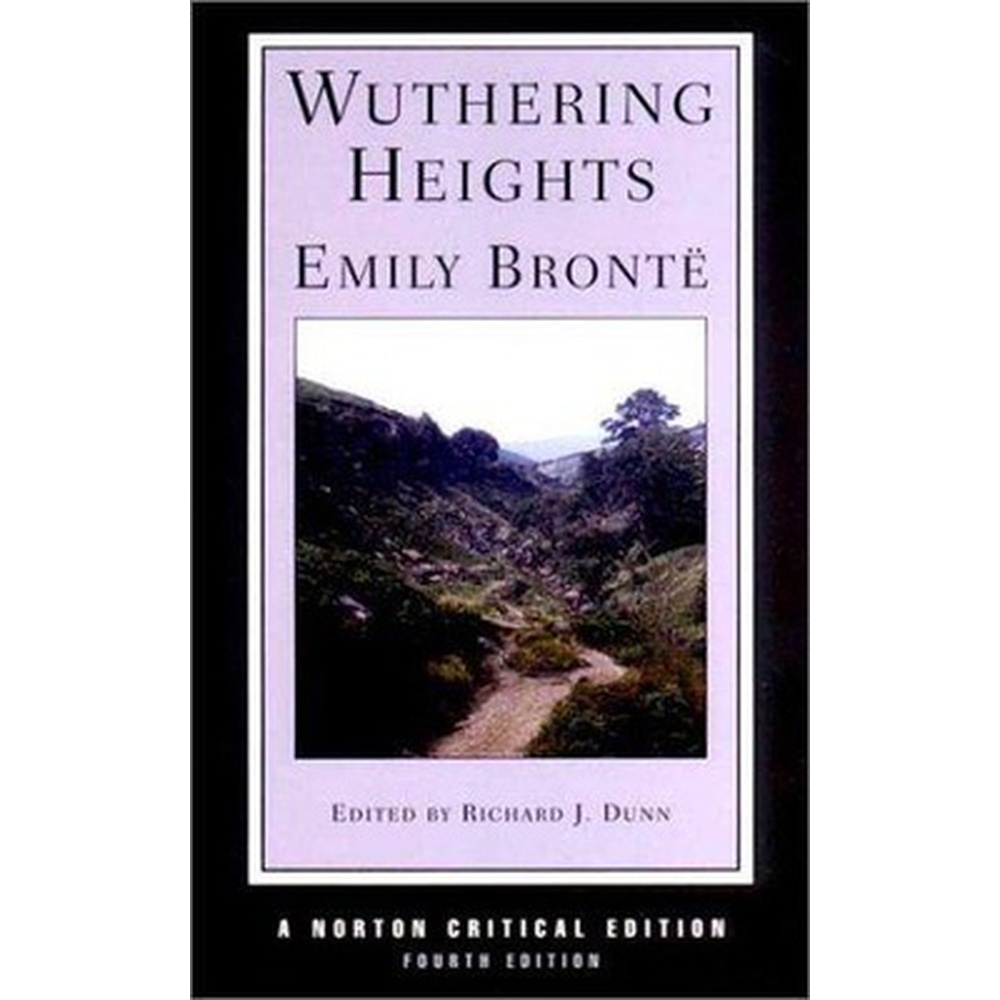 WUTHERING
HEIGHTS
EMILY BRONTË
EDITED BY RICHARD J. DUNN
A NORTON CRITICAL EDITION
FOURTH EDITION